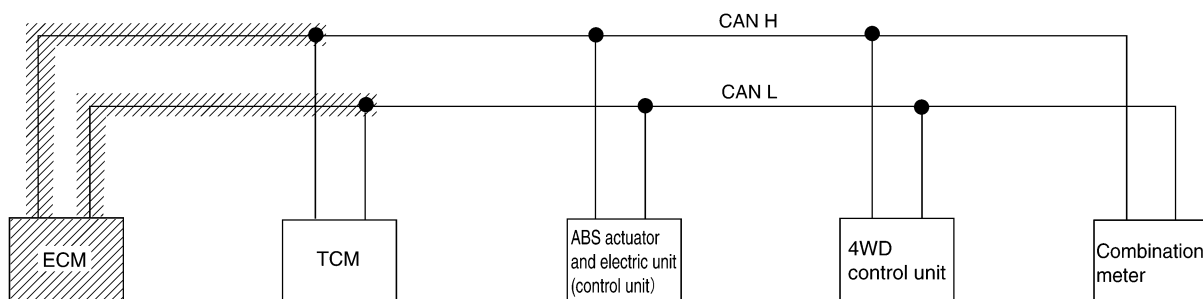 CAN H
CAN L
ECM
TCM
ABS actuator
and electric unit
(control unit)
4WD
control unit
Combination
meter